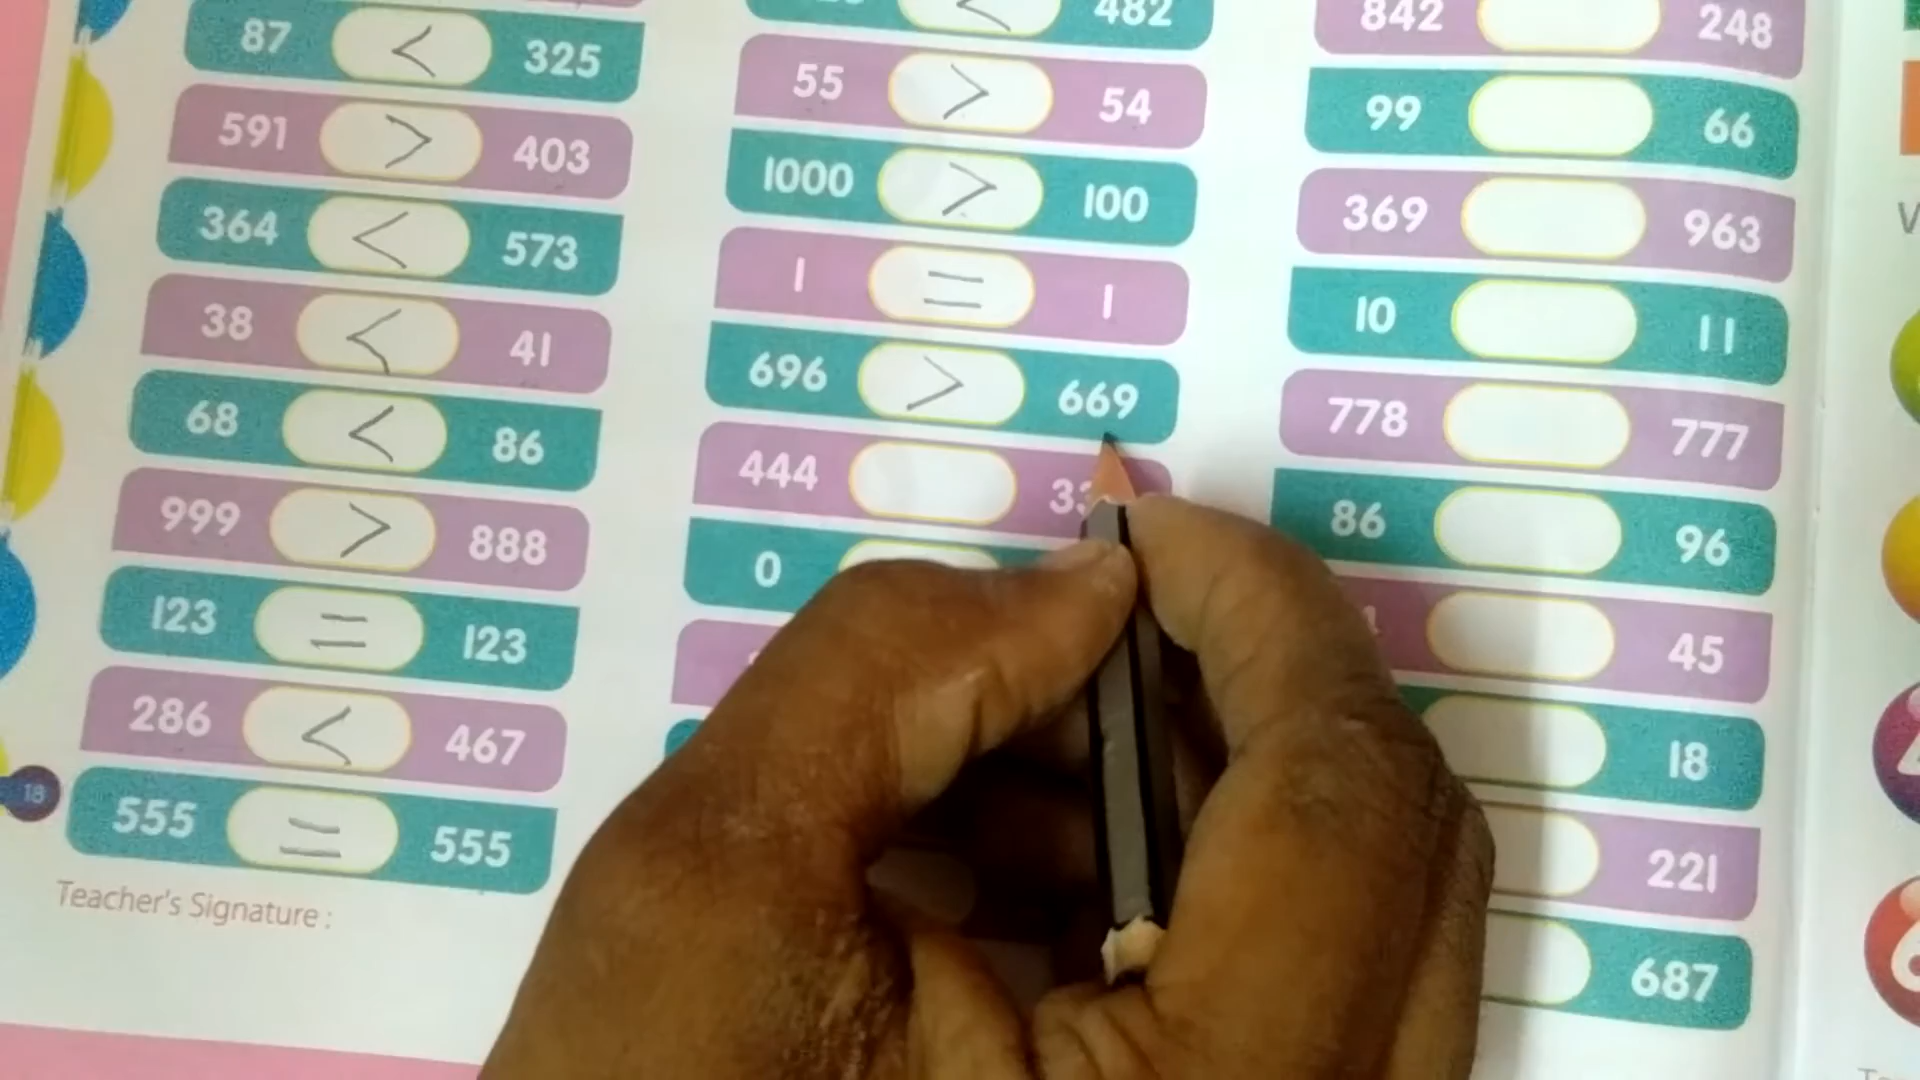 87 < 325
591 > 403
364 < 573
38 < 41
68 < 86
999 > 888
123 = 123
286 < 467
555 = 555
Teacher's Signature :
18
< 482
55 > 54
1000 > 100
1 = 1
696 > 669
444
0
842 248
99 66
369 963
10 11
778 777
86 96
45
18
221
687